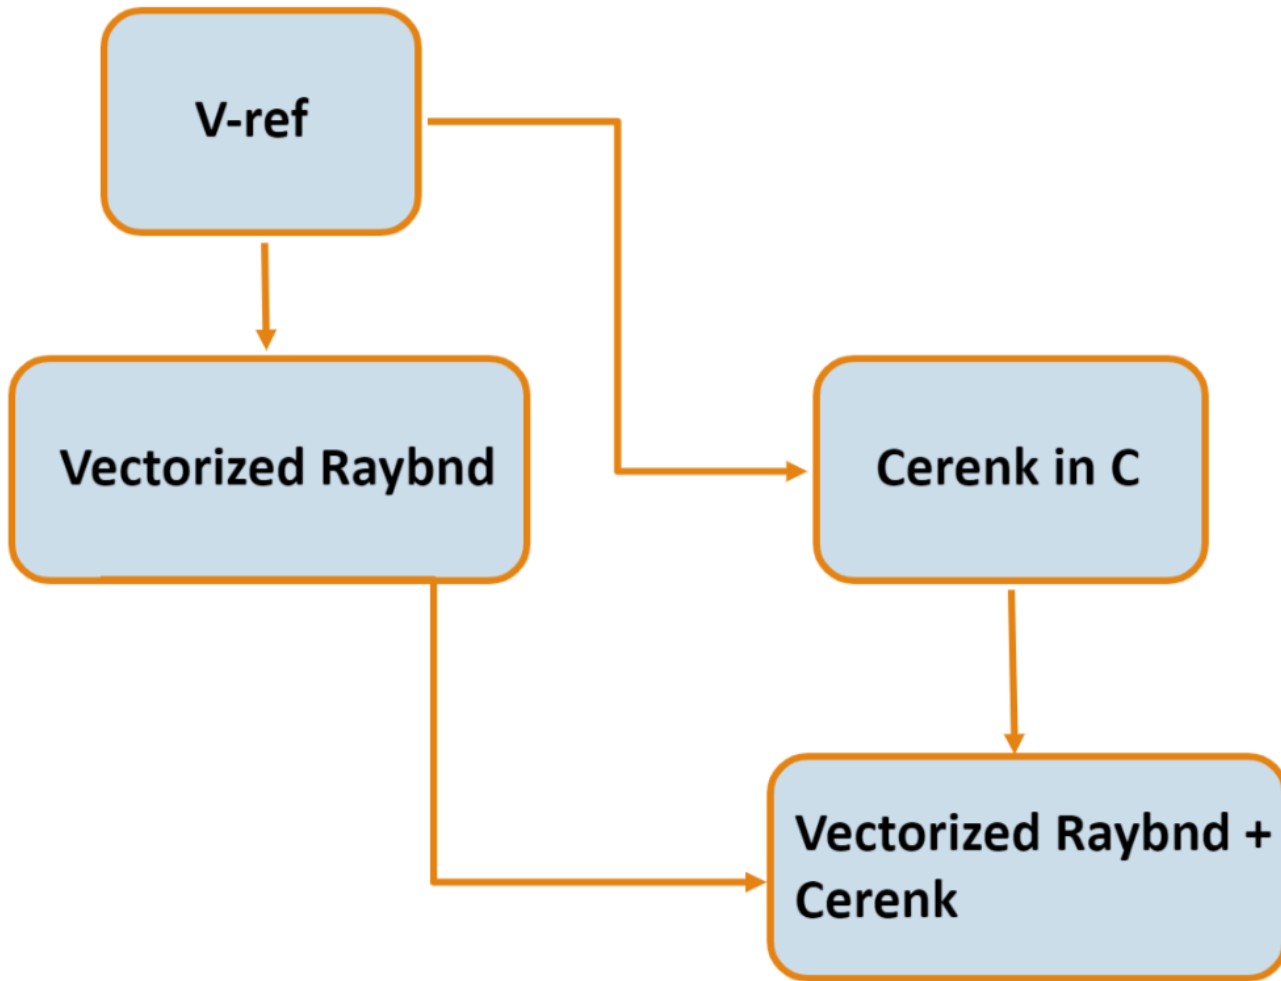 V-ref
Vectorized Raybnd
Cerenk in C
Vectorized Raybnd +
Cerenk